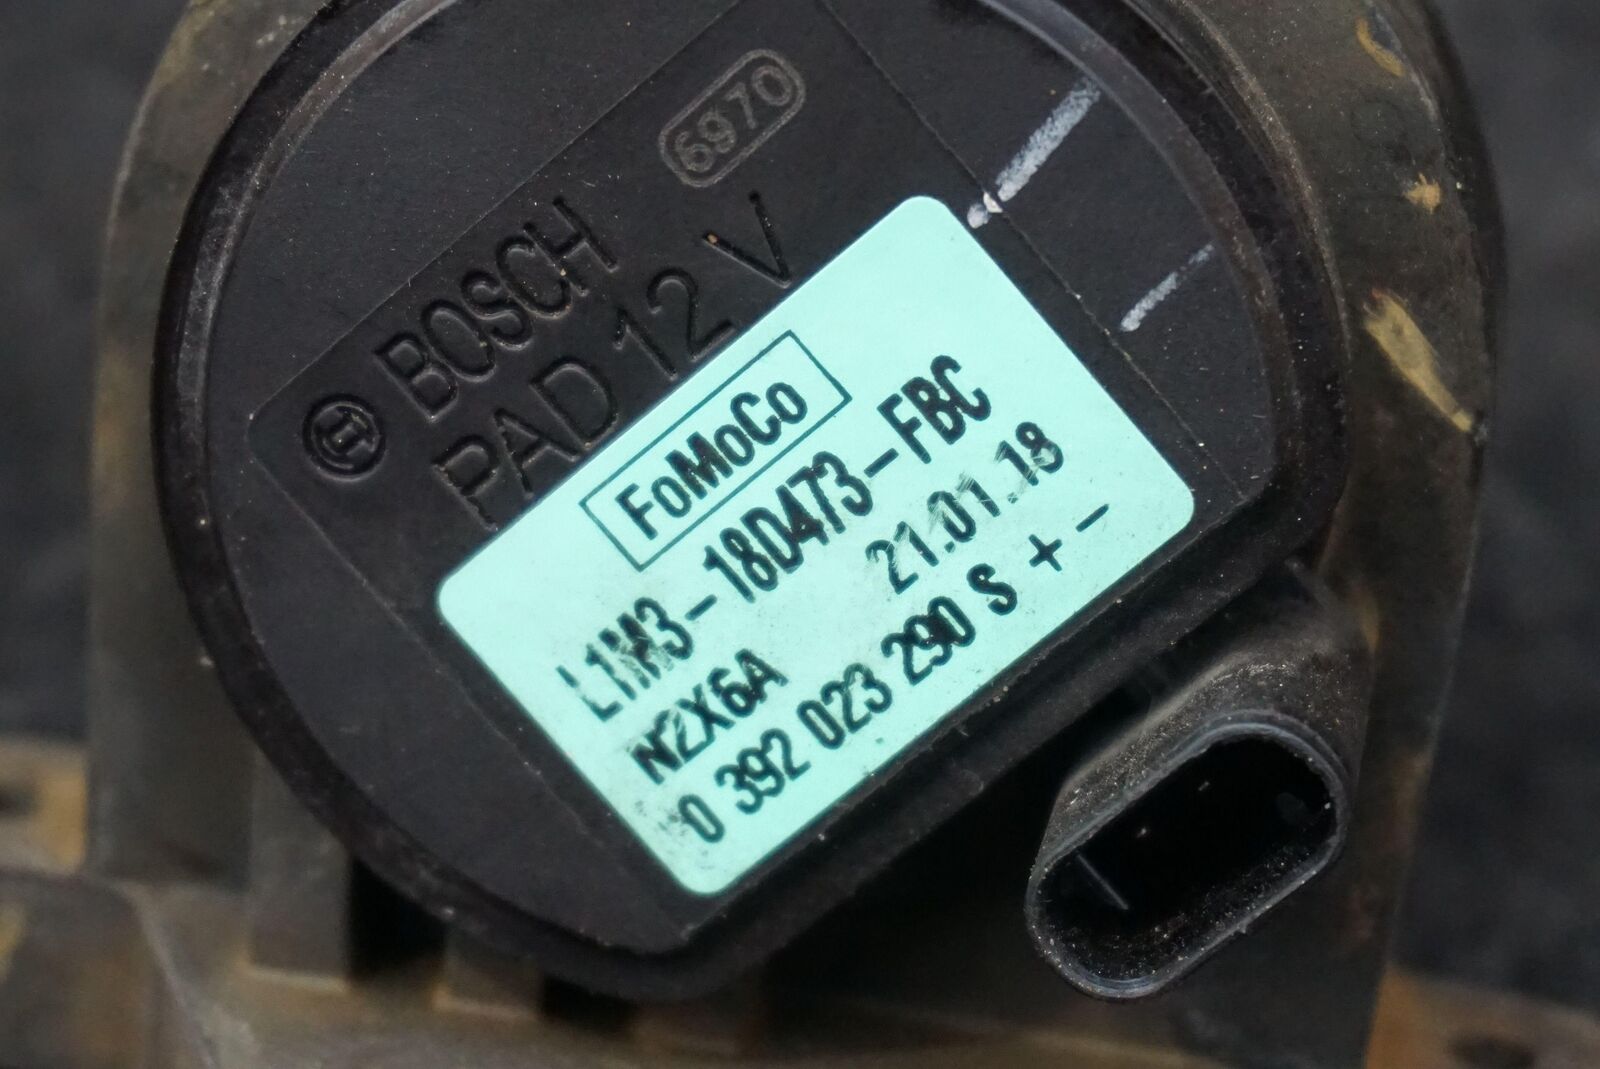 6970
BOSCH
PAD 12 V
FoMoCo
L1M3-18D473-FBC
N2X6A 21.01.18
0 392 023 290 S + -